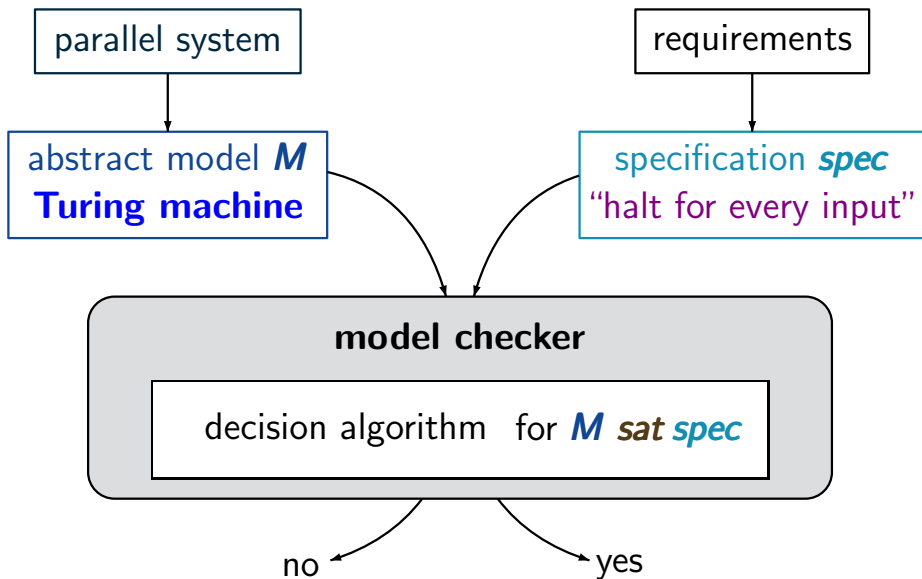 parallel system
requirements
abstract model M
Turing machine
specification spec
“halt for every input”
model checker
decision algorithm for M sat spec
no
yes